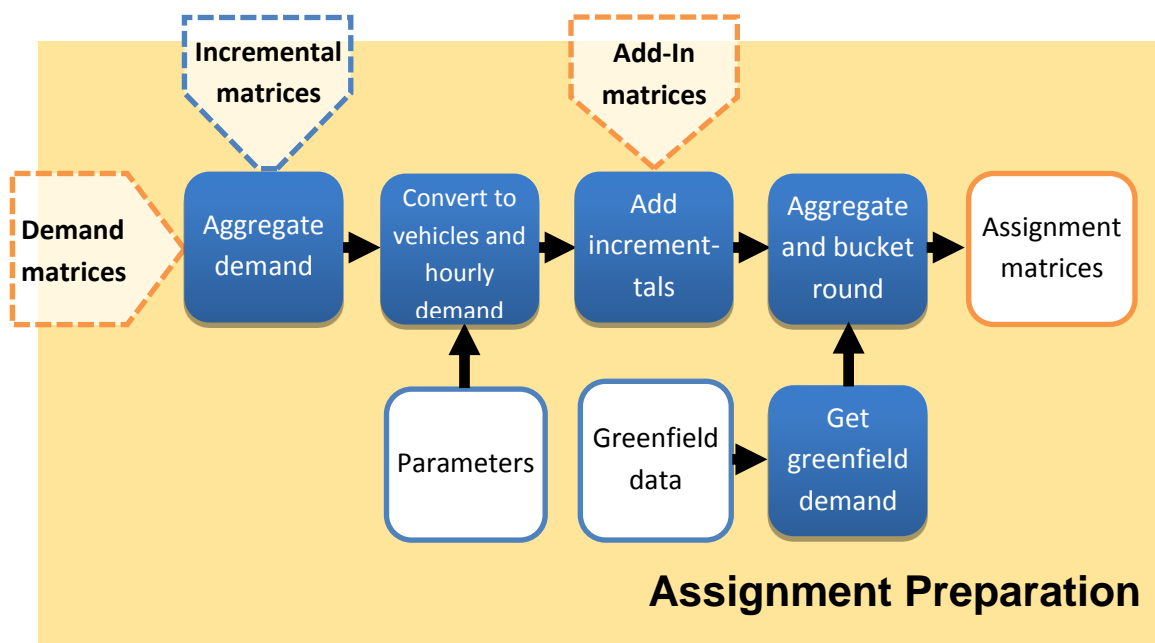 Incremental
matrices
Add-In
matrices
Demand
matrices
Aggregate
demand
Convert to
vehicles and
hourly
demand
Add
increment-
tals
Aggregate
and bucket
round
Assignment
matrices
Parameters
Greenfield
data
Get
greenfield
demand
Assignment Preparation